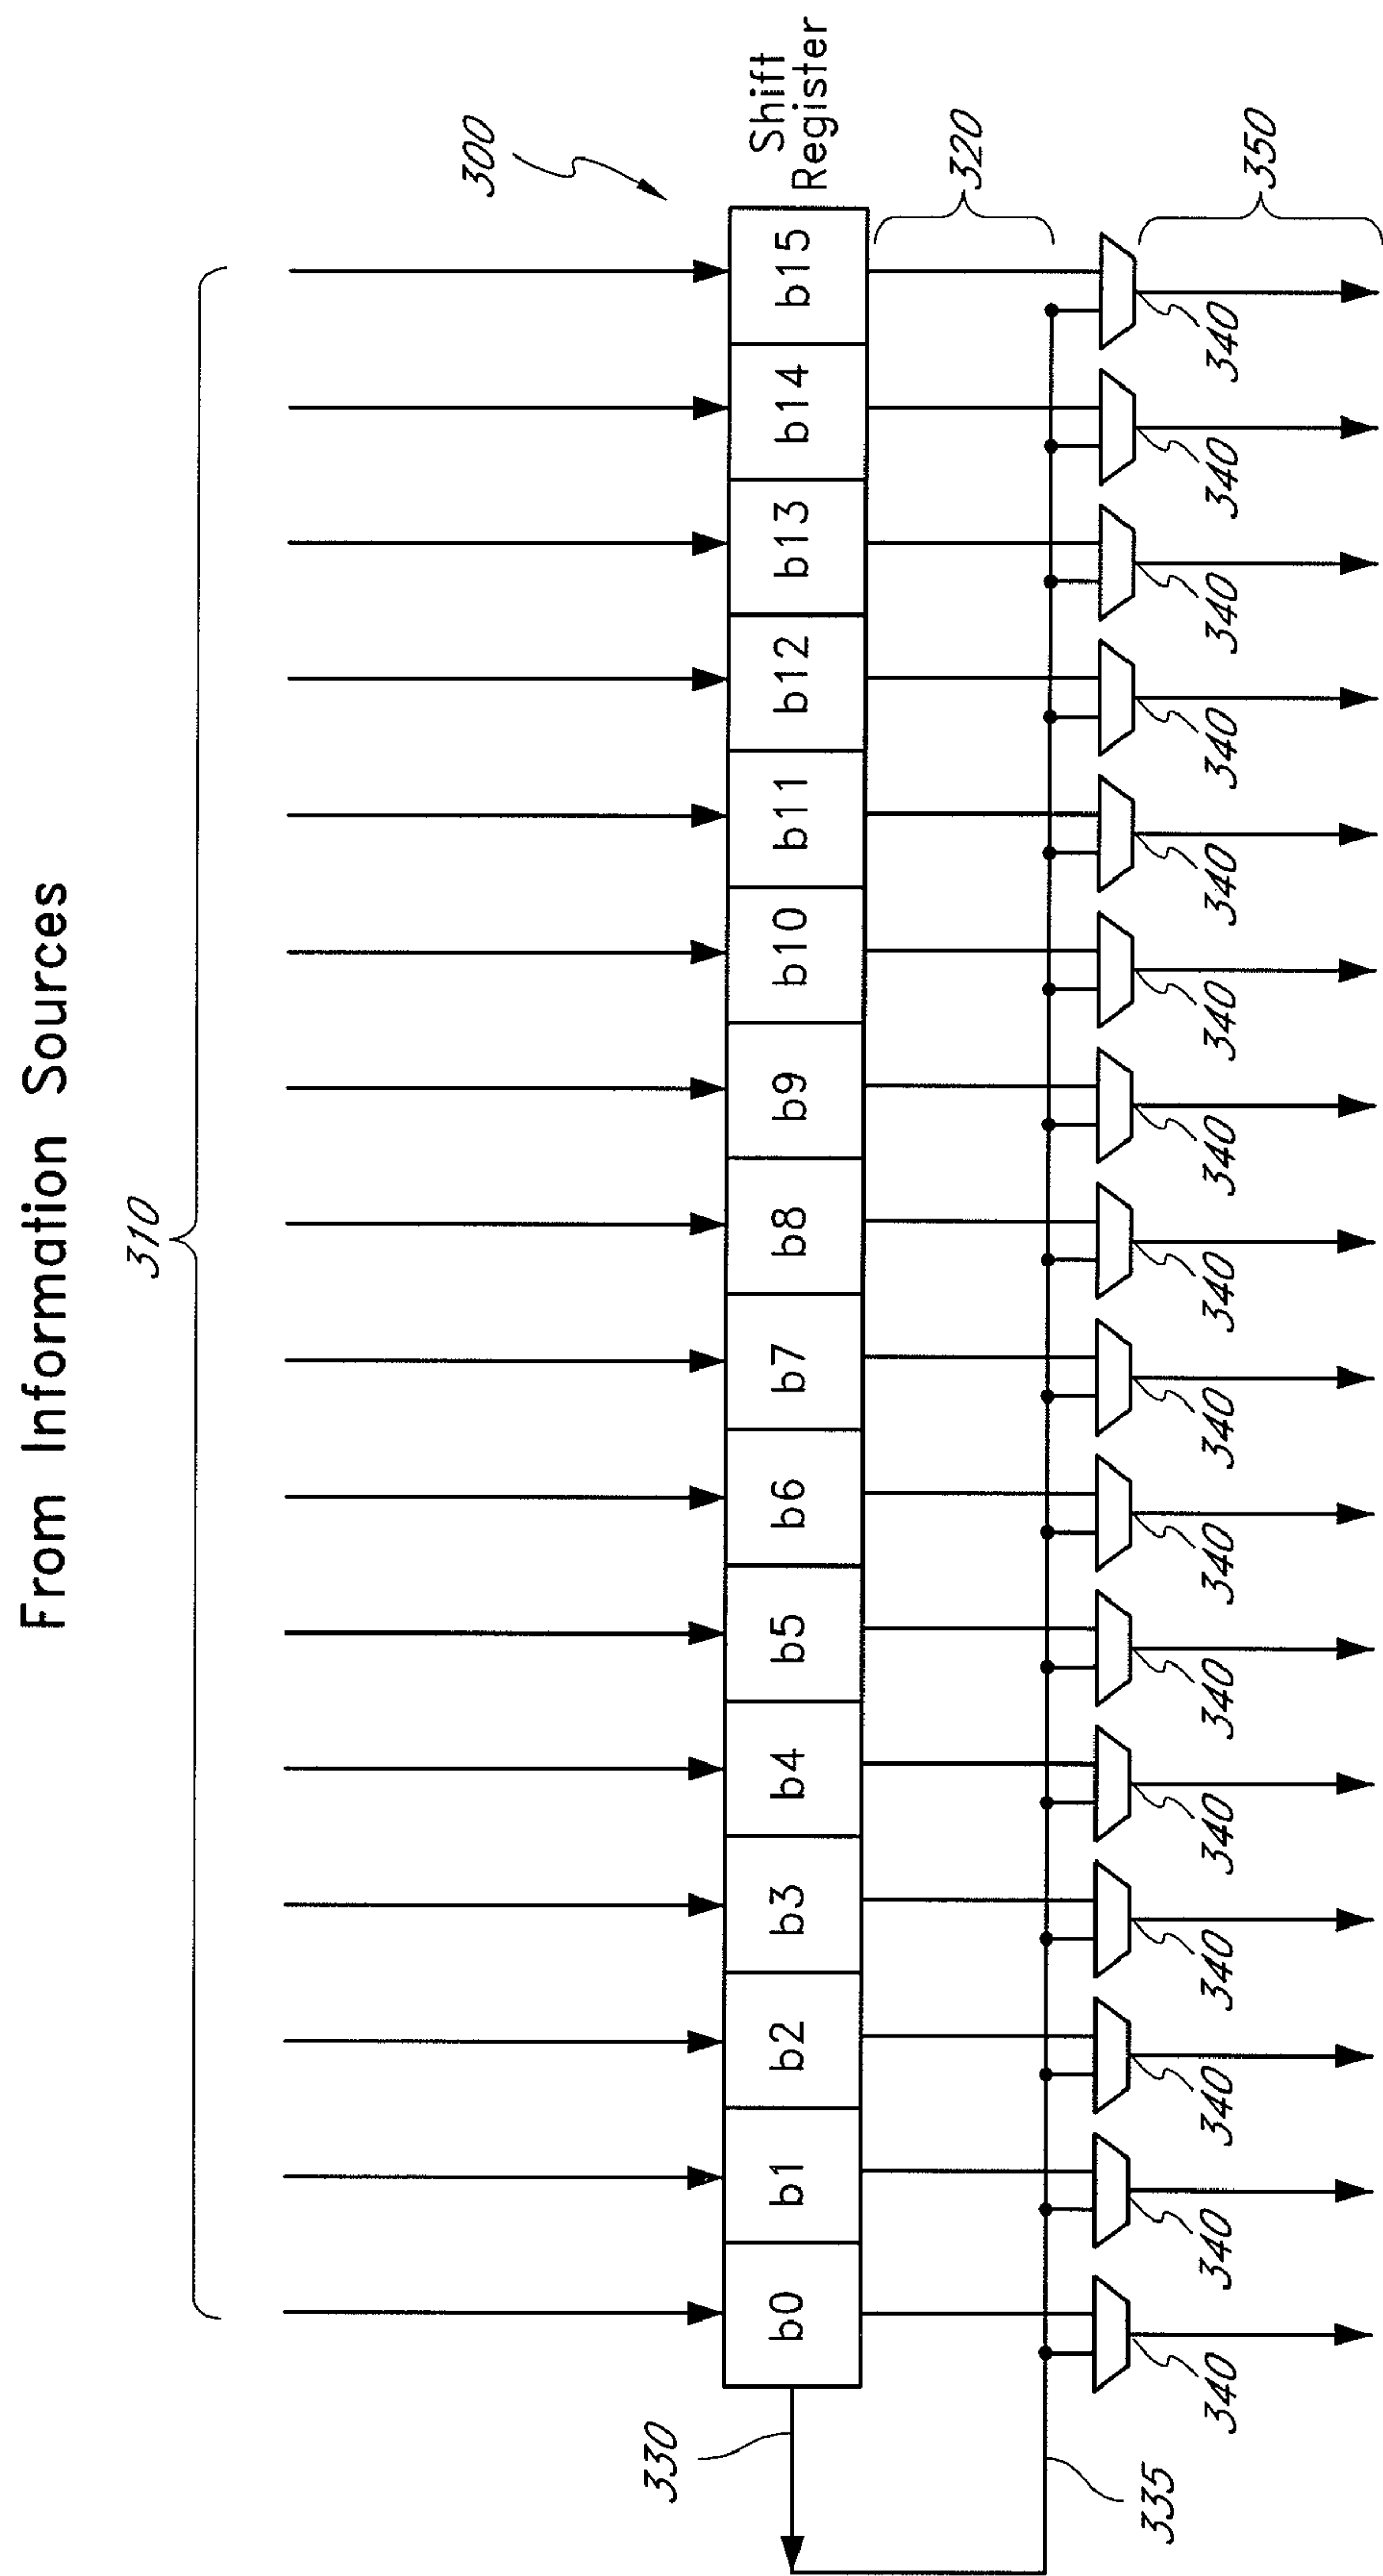 From Information Sources
310
300
Shift
Register
b0 b1 b2 b3 b4 b5 b6 b7 b8 b9 b10 b11 b12 b13 b14 b15
330
320
335
340 340 340 340 340 340 340 340 340 340 340 340 340 340 340 340
350